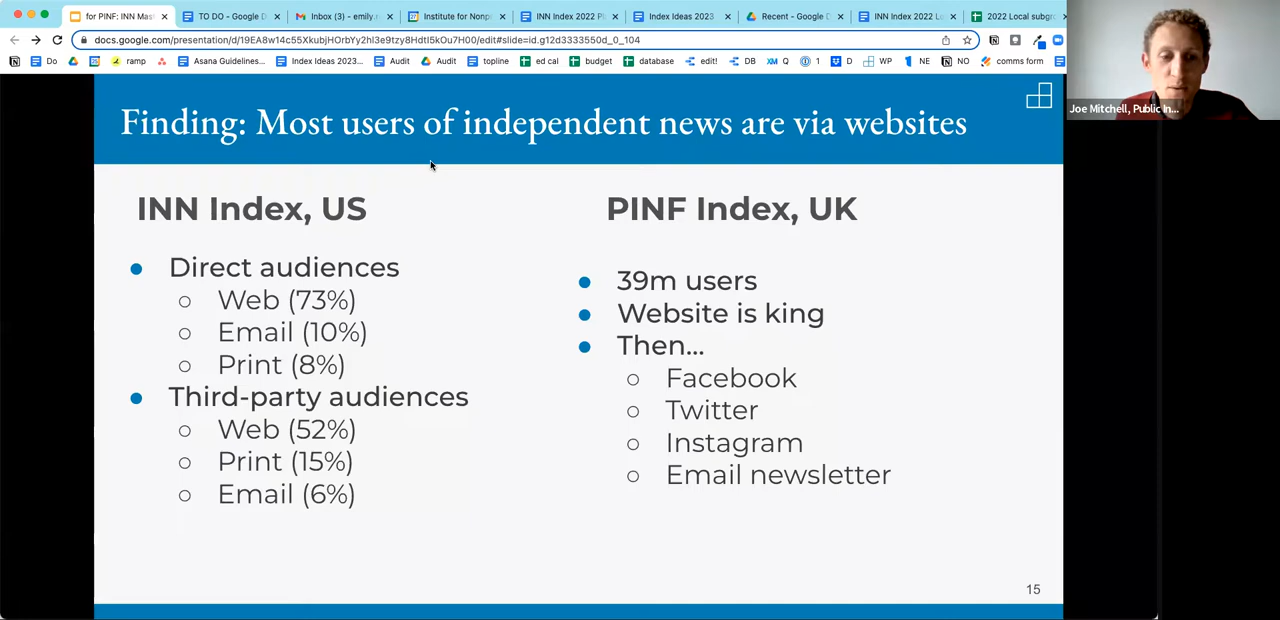 for PINF: INN Mas
TO DO - Google D
Inbox (3) - emily.
Institute for Nonp
INN Index 2022 P
Index Ideas 2023
Recent - Google D
INN Index 2022 L
2022 Local subgr
docs.google.com/presentation/d/19EA8w14c55XkubjHOrbYy2hl3e9tzy8HdtI5kOu7H00/edit#slide=id.g12d3333550d_0_104
Do
ramp
Asana Guidelines...
Index Ideas 2023...
Audit
Audit
topline
ed cal
budget
database
edit!
DB
XM Q
1
D
WP
NE
NO
comms form
Joe Mitchell, Public In...
Finding: Most users of independent news are via websites
INN Index, US
Direct audiences
Web (73%)
Email (10%)
Print (8%)
Third-party audiences
Web (52%)
Print (15%)
Email (6%)
PINF Index, UK
39m users
Website is king
Then...
Facebook
Twitter
Instagram
Email newsletter
15